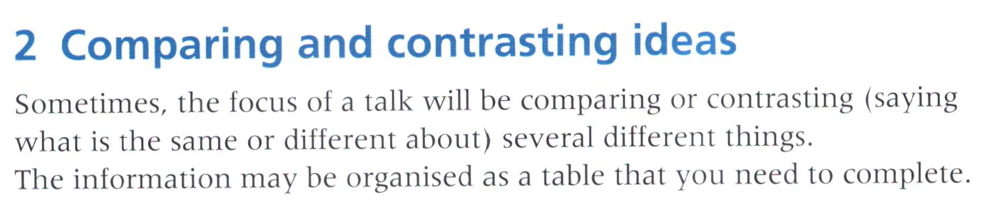 2 Comparing and contrasting ideas
Sometimes, the focus of a talk will be comparing or contrasting (saying
what is the same or different about) several different things.
The information may be organised as a table that you need to complete.